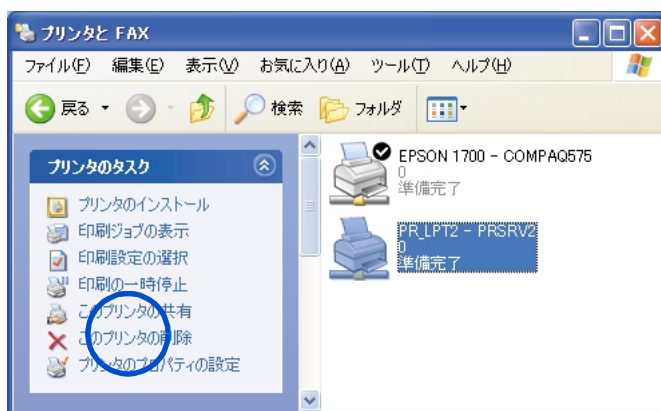 プリンタと FAX
ファイル(F) 編集(E) 表示(V) お気に入り(A) ツール(T) ヘルプ(H)
戻る 検索 フォルダ
プリンタのタスク
プリンタのインストール
印刷ジョブの表示
印刷設定の選択
印刷の一時停止
このプリンタの共有
このプリンタの削除
プリンタのプロパティの設定
EPSON 1700 - COMPAQ575
0
準備完了
PR_LPT2 - PRSRV2
0
準備完了